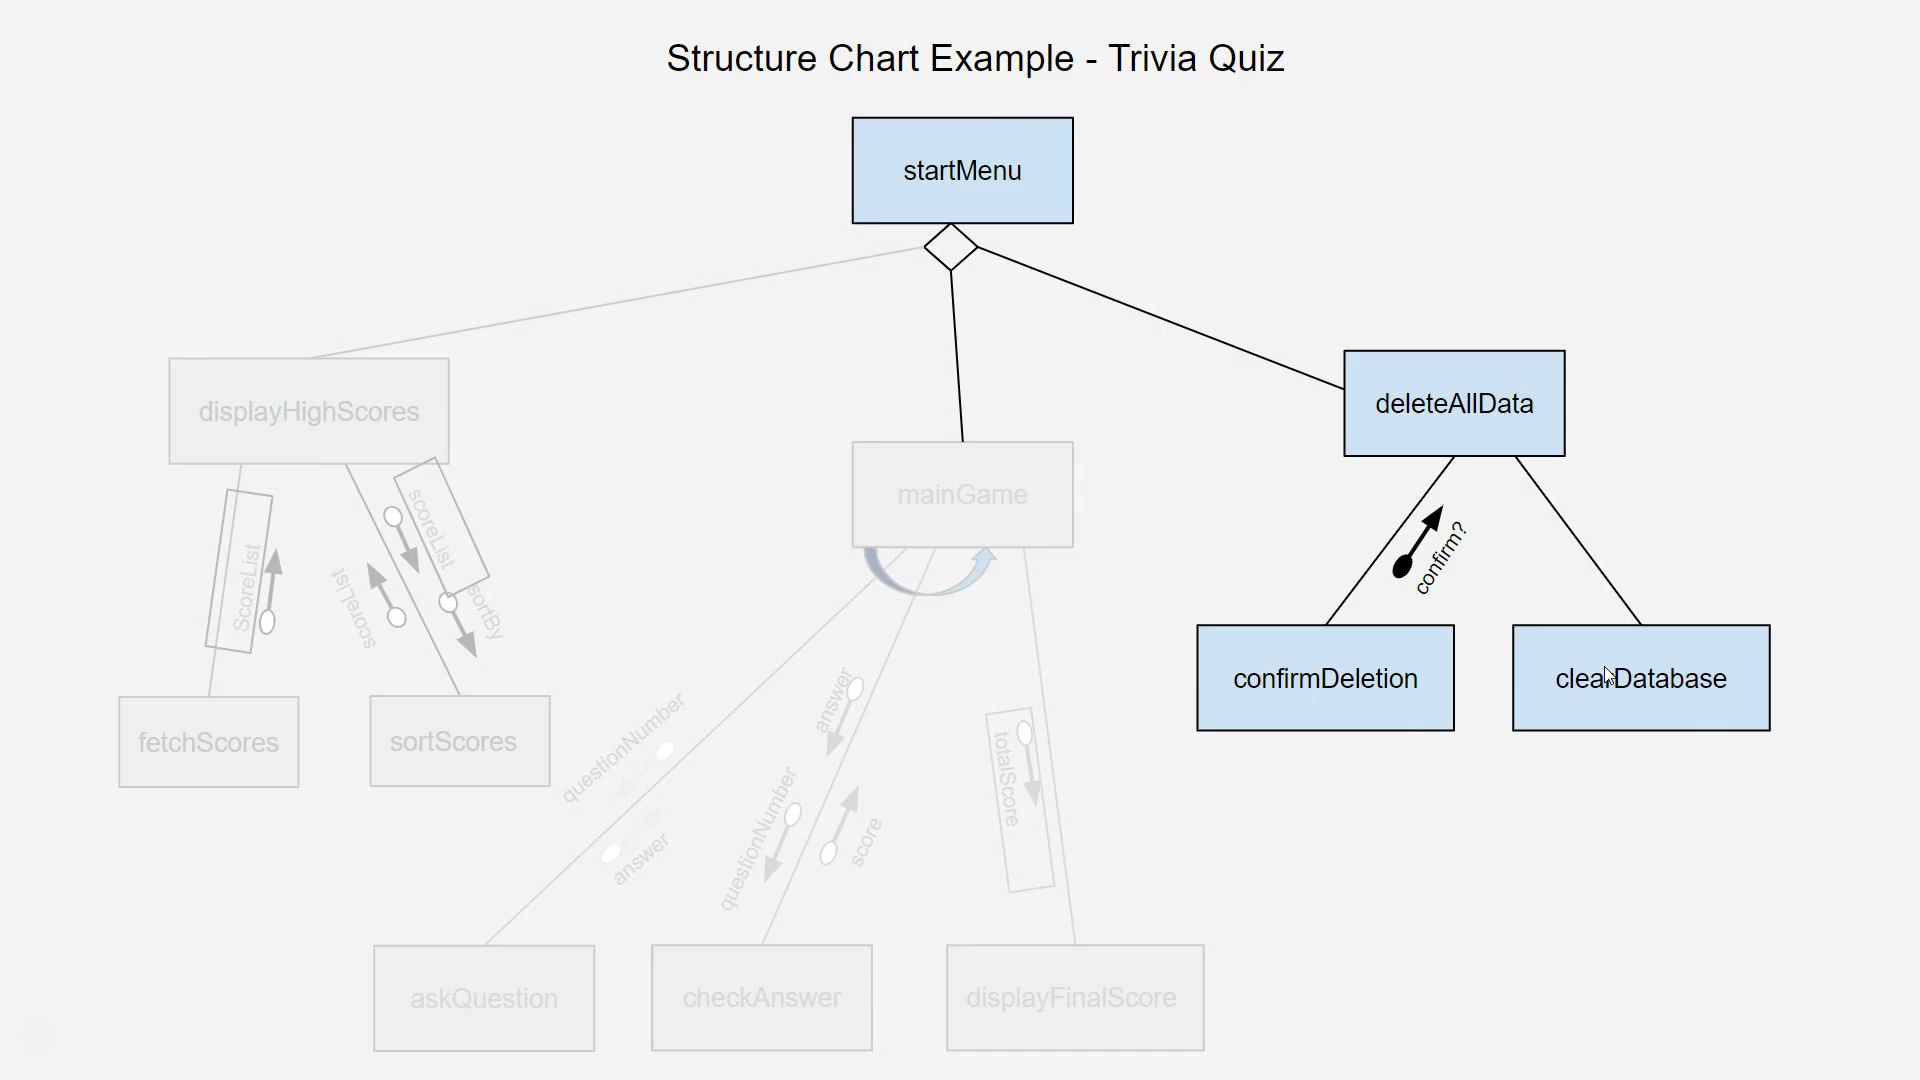 Structure Chart Example - Trivia Quiz
startMenu
displayHighScores
mainGame
deleteAllData
ScoreList
scoreList
scoreList
sortBy
confirm?
fetchScores
sortScores
confirmDeletion
clearDatabase
questionNumber
answer
answer
questionNumber
score
totalScore
askQuestion
checkAnswer
displayFinalScore